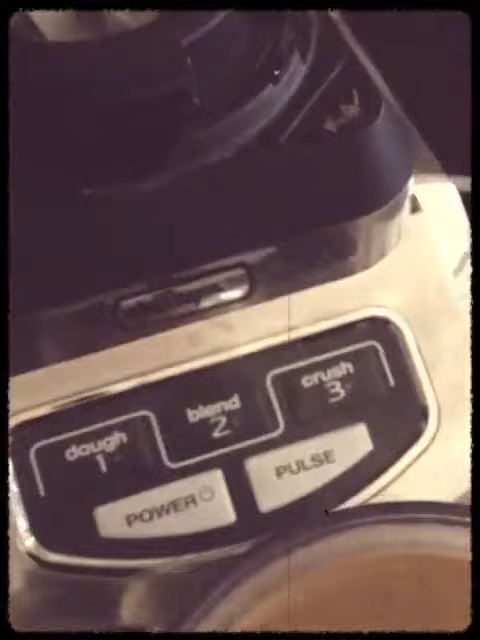 dough
1
blend
2
crush
3
POWER
PULSE